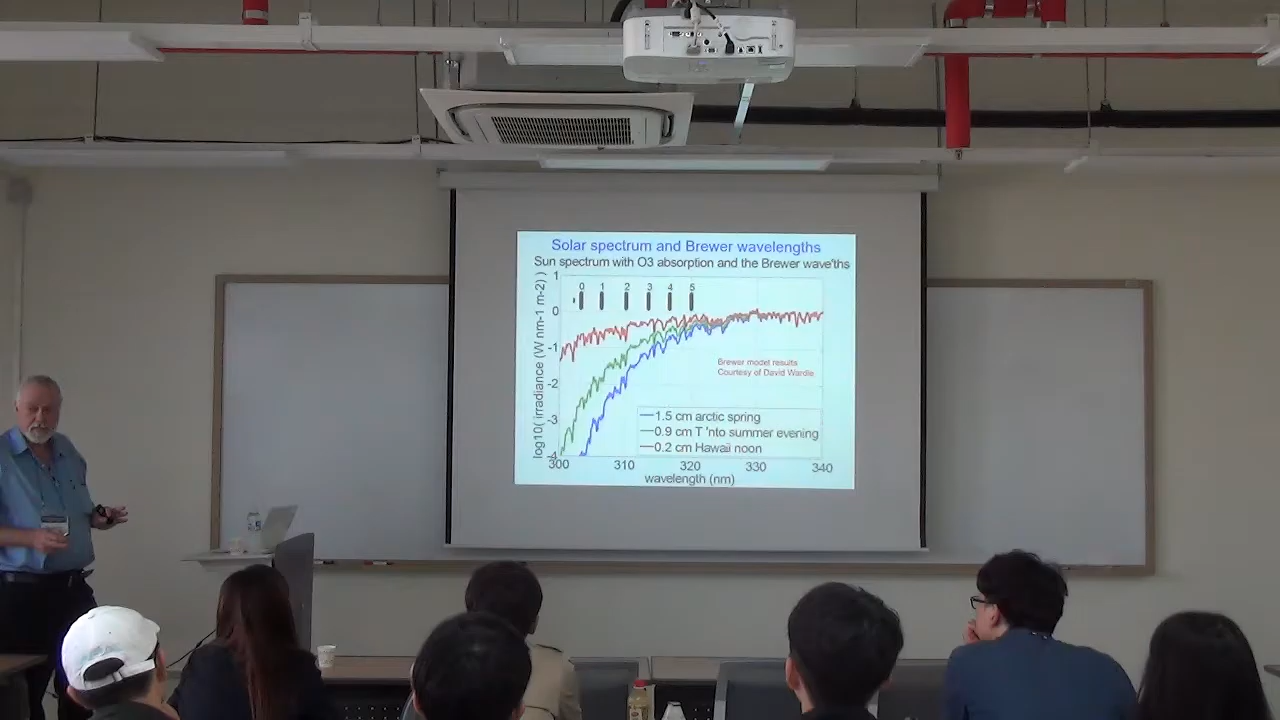 Solar spectrum and Brewer wavelengths
Sun spectrum with O3 absorption and the Brewer wave'ths
log10( irradiance (W nm-1 m-2) )
1
0
-1
-2
-3
-4
0 1 2 3 4 5
Brewer model results
Courtesy of David Wardle
1.5 cm arctic spring
0.9 cm T 'nto summer evening
0.2 cm Hawaii noon
300 310 320 330 340
wavelength (nm)